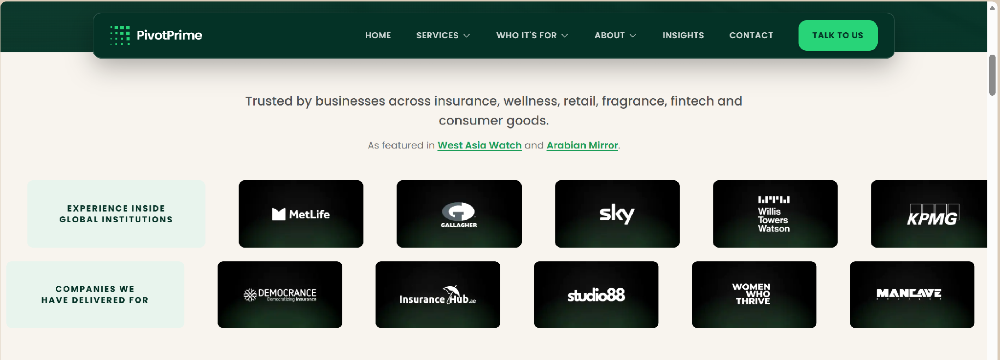 PivotPrime
HOME
SERVICES
WHO IT'S FOR
ABOUT
INSIGHTS
CONTACT
TALK TO US
Trusted by businesses across insurance, wellness, retail, fragrance, fintech and
consumer goods.
As featured in West Asia Watch and Arabian Mirror.
EXPERIENCE INSIDE
GLOBAL INSTITUTIONS
MetLife
GALLAGHER
sky
Willis
Towers
Watson
KPMG
COMPANIES WE
HAVE DELIVERED FOR
DEMOCRANCE
Democratizing Insurance
InsuranceHub.ae
studio88
WOMEN
WHO
THRIVE
MANCAVE
PROJECT